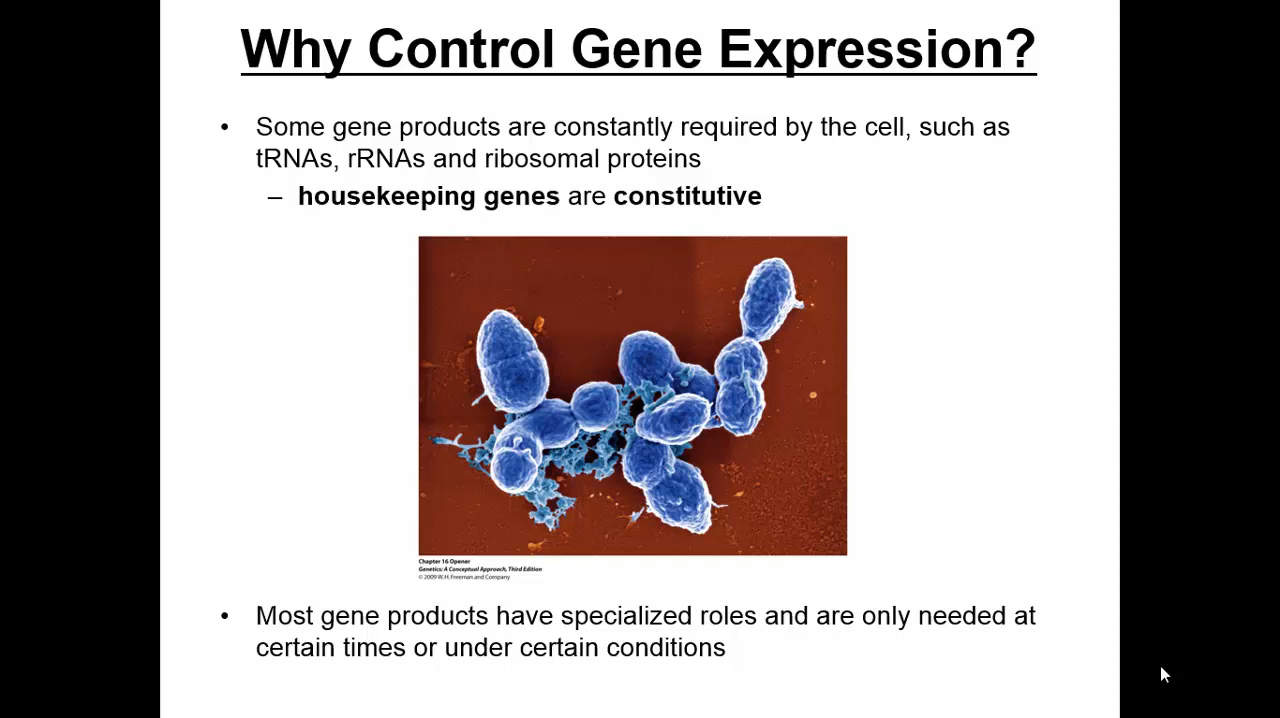 Why Control Gene Expression?
• Some gene products are constantly required by the cell, such as
tRNAs, rRNAs and ribosomal proteins
– housekeeping genes are constitutive
Chapter 16 Opener
Genetics: A Conceptual Approach, Third Edition
© 2009 W. H. Freeman and Company
• Most gene products have specialized roles and are only needed at
certain times or under certain conditions